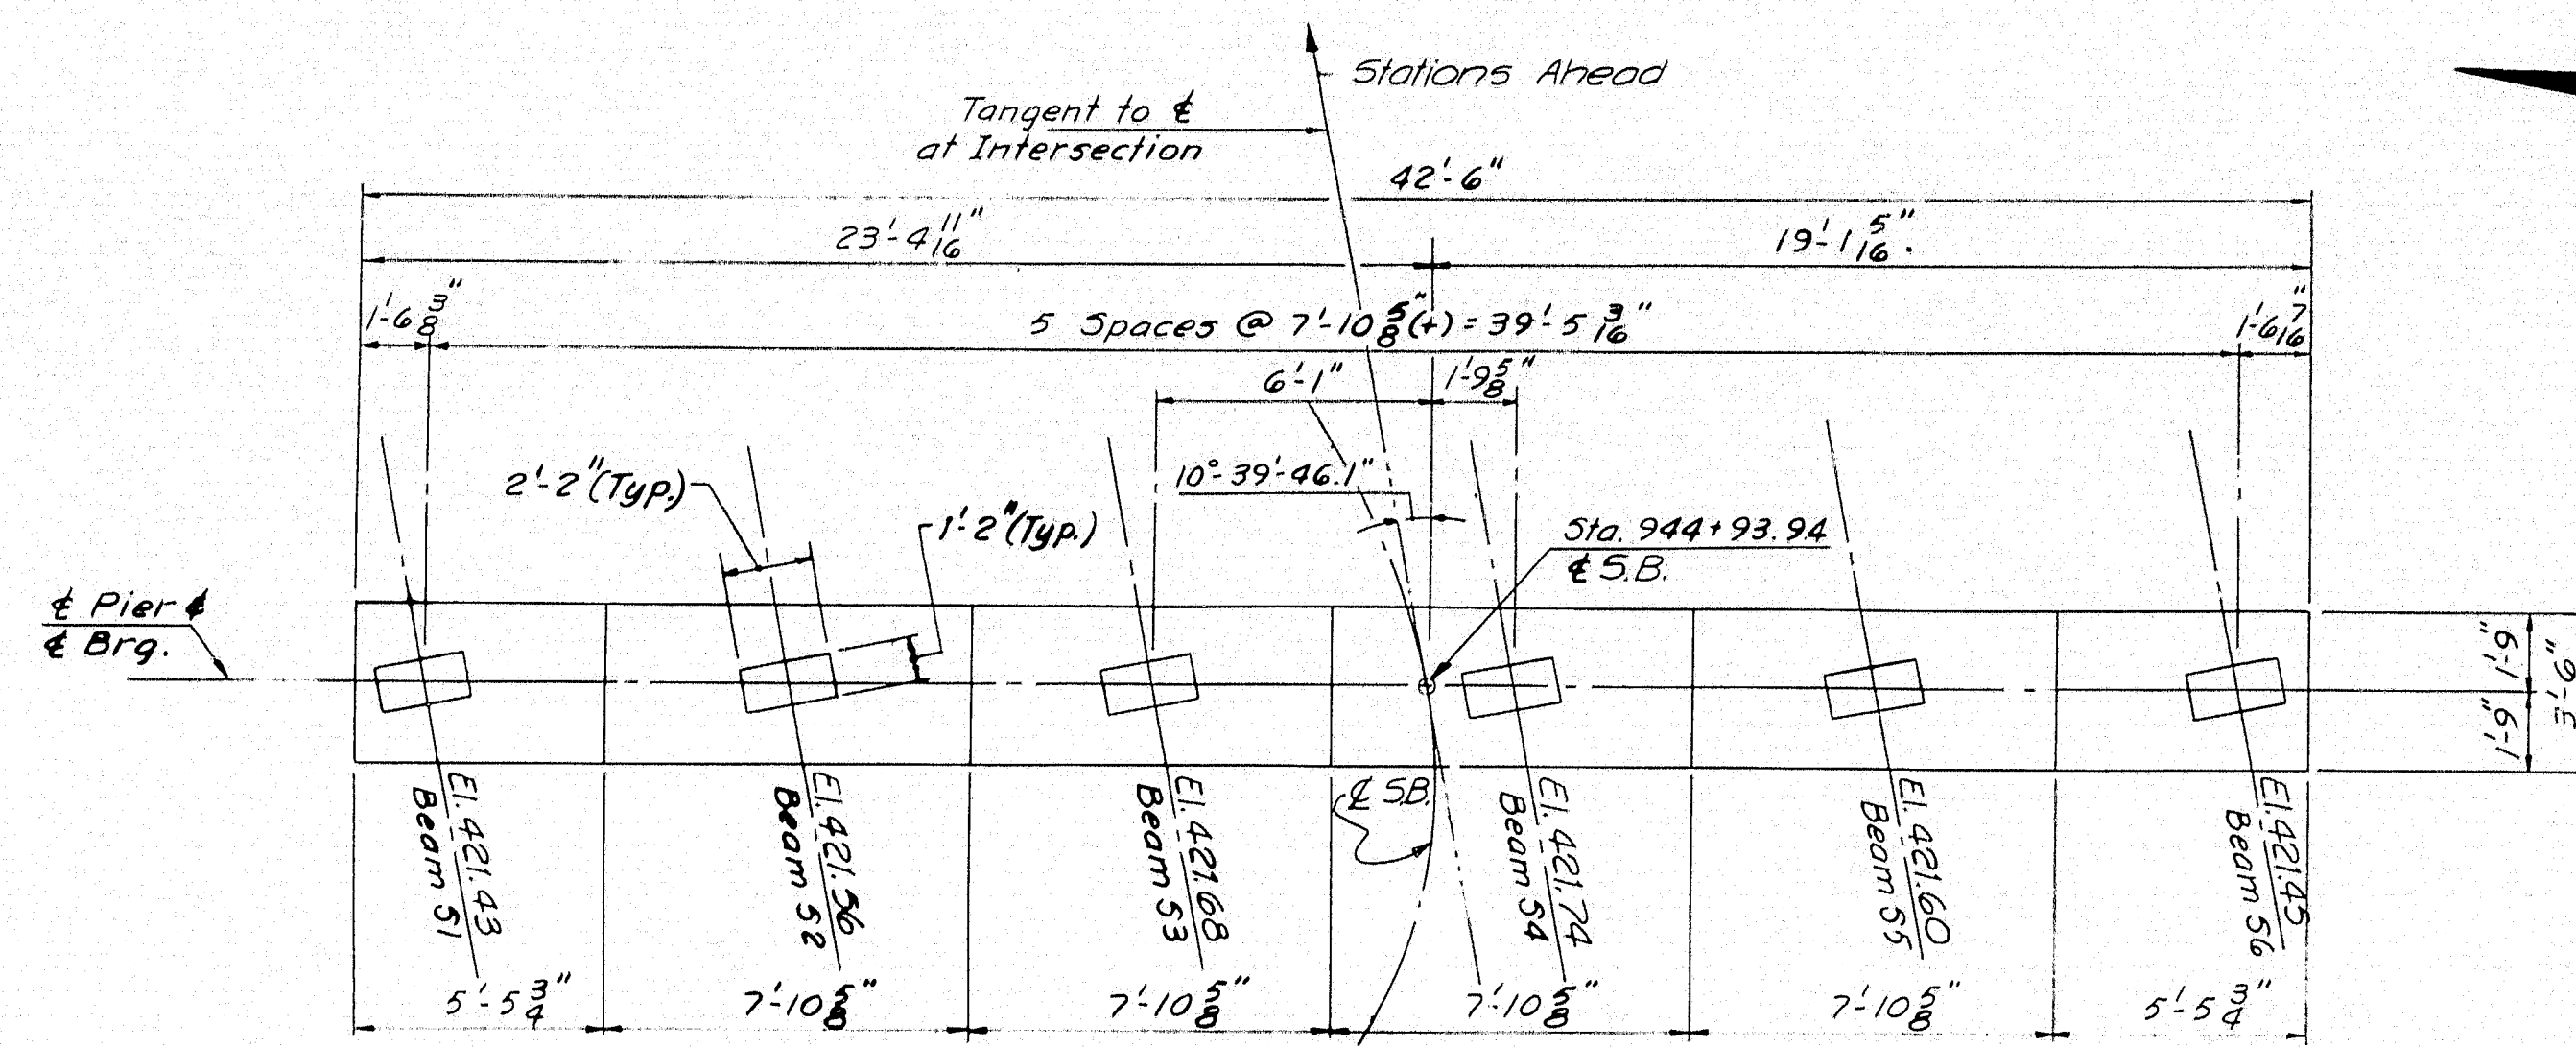 Stations Ahead
Tangent to ℄
at Intersection
42'-6"
23'-4 11/16"
19'-1 5/16"
1'-6 3/8"
5 Spaces @ 7'-10 5/8"(+) = 39'-5 3/16"
1'-6 7/16"
6'-1"
1'-9 5/8"
2'-2"(Typ.)
10°-39'-46.1"
1'-2"(Typ.)
Sta. 944+93.94
℄ S.B.
℄ Pier &
℄ Brg.
1'-9"
1'-9"
3'-6"
℄ S.B.
El. 421.43
Beam 51
El. 421.56
Beam 52
El. 421.68
Beam 53
El. 421.74
Beam 54
El. 421.60
Beam 55
El. 421.45
Beam 56
5'-5 3/4"
7'-10 5/8"
7'-10 5/8"
7'-10 5/8"
7'-10 5/8"
5'-5 3/4"